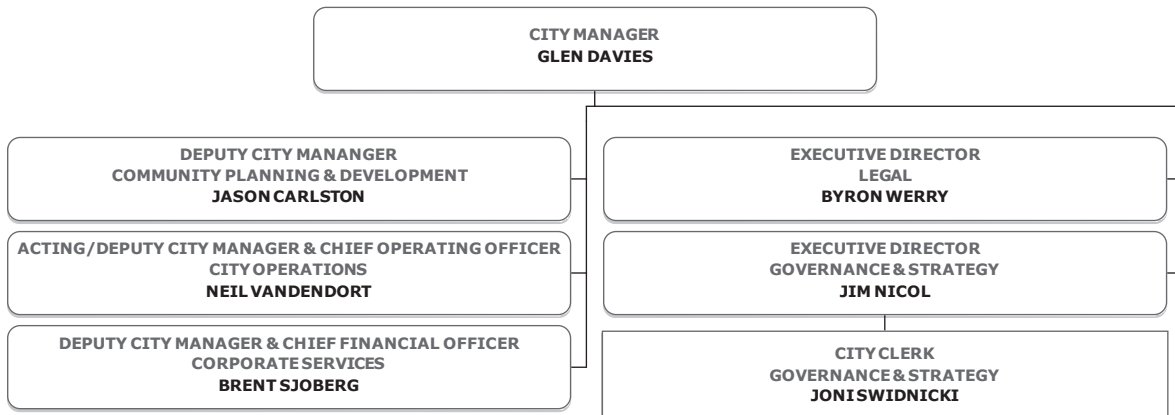 CITY MANAGER
GLEN DAVIES
DEPUTY CITY MANANGER
COMMUNITY PLANNING & DEVELOPMENT
JASON CARLSTON
ACTING/DEPUTY CITY MANAGER & CHIEF OPERATING OFFICER
CITY OPERATIONS
NEIL VANDENDORT
DEPUTY CITY MANAGER & CHIEF FINANCIAL OFFICER
CORPORATE SERVICES
BRENT SJOBERG
EXECUTIVE DIRECTOR
LEGAL
BYRON WERRY
EXECUTIVE DIRECTOR
GOVERNANCE & STRATEGY
JIM NICOL
CITY CLERK
GOVERNANCE & STRATEGY
JONI SWIDNICKI